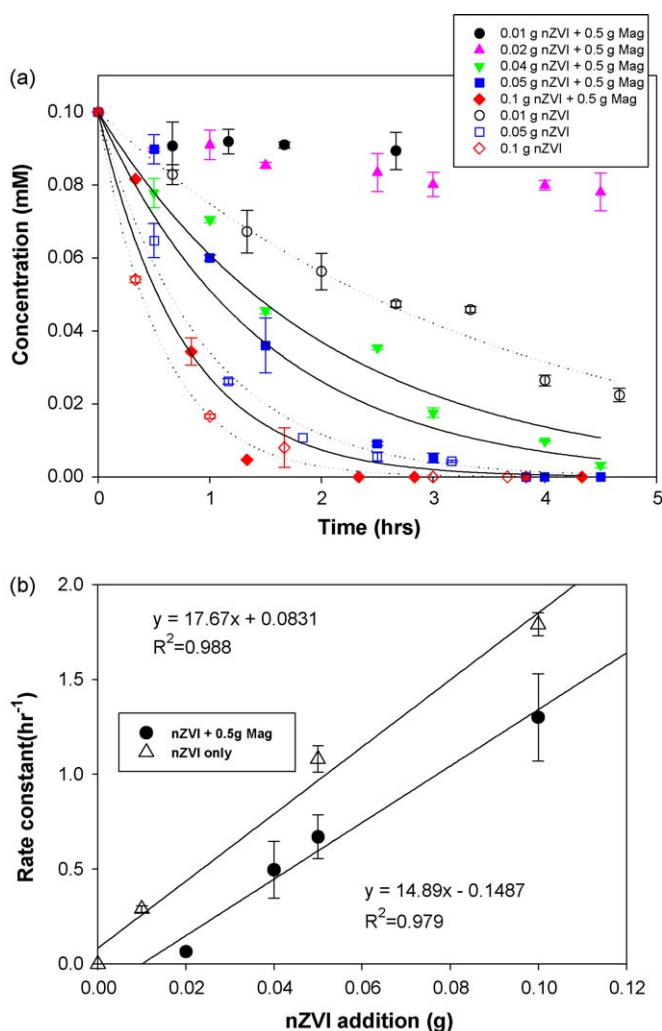 (a)
0.01 g nZVI + 0.5 g Mag
0.02 g nZVI + 0.5 g Mag
0.04 g nZVI + 0.5 g Mag
0.05 g nZVI + 0.5 g Mag
0.1 g nZVI + 0.5 g Mag
0.01 g nZVI
0.05 g nZVI
0.1 g nZVI
0.10
0.08
0.06
0.04
0.02
0.00
Concentration (mM)
0 1 2 3 4 5
Time (hrs)
(b)
2.0
1.5
1.0
0.5
0.0
Rate constant(hr⁻¹)
y = 17.67x + 0.0831
R²=0.988
nZVI + 0.5g Mag
nZVI only
y = 14.89x - 0.1487
R²=0.979
0.00 0.02 0.04 0.06 0.08 0.10 0.12
nZVI addition (g)